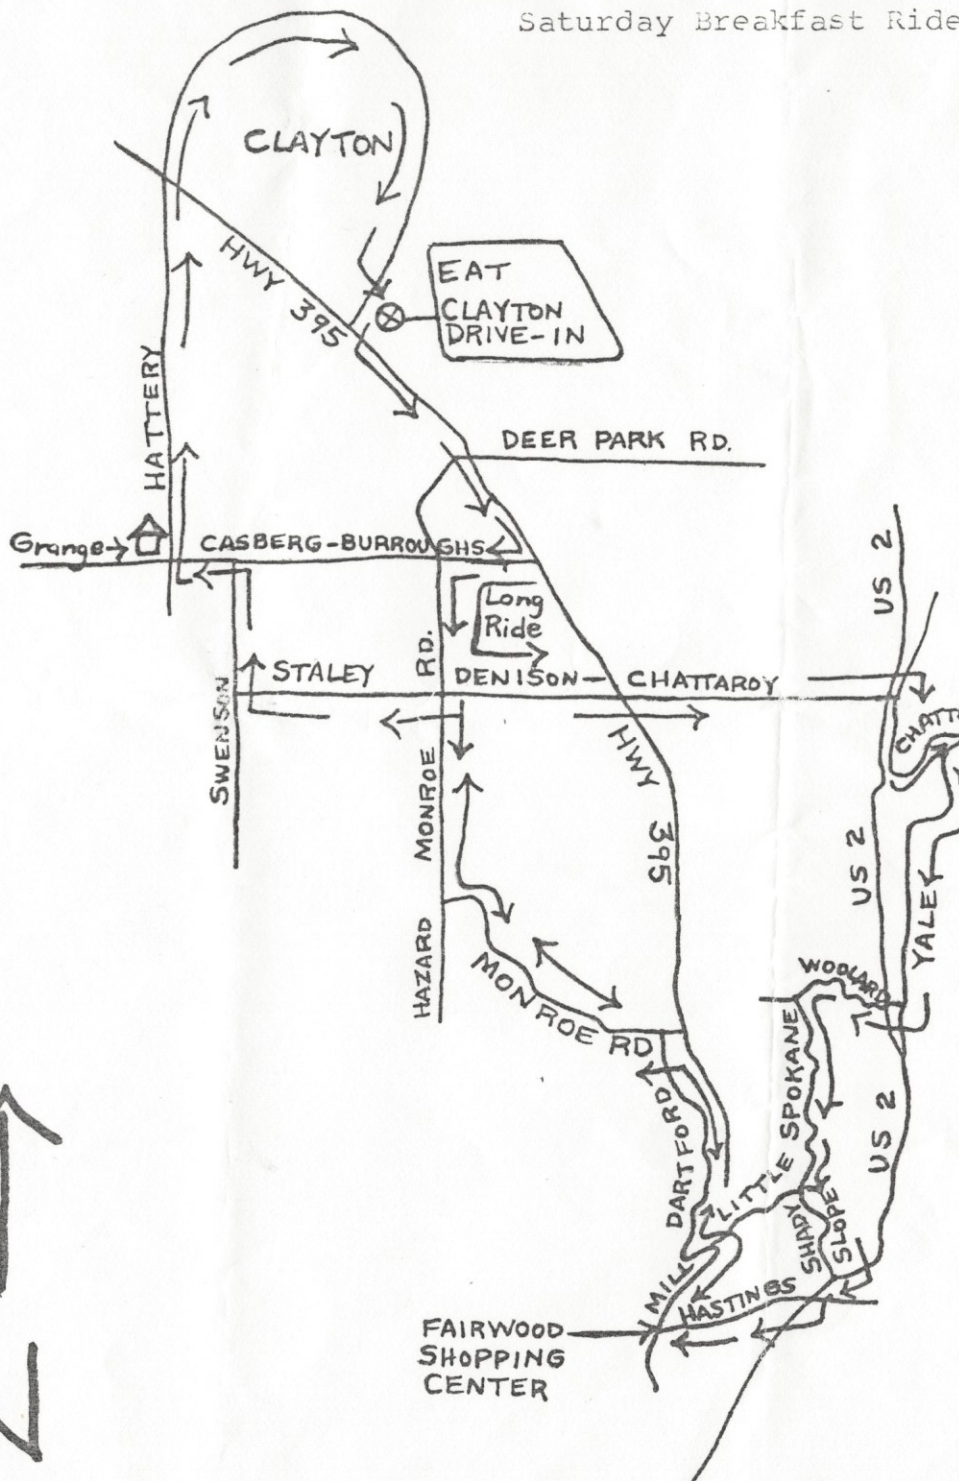 Saturday Breakfast Ride
CLAYTON
HWY 395
EAT
CLAYTON
DRIVE-IN
HATTERY
DEER PARK RD.
Grange
CASBERG-BURROUGHS
US 2
Long
Ride
STALEY
MONROE RD.
DENISON - CHATTAROY
SWENSON
HWY 395
CHATT
US 2
YALE
HAZARD
MONROE RD
WOOLARD
DARTFORD
LITTLE SPOKANE
US 2
SHADY
SLOPE
MILL
HASTINGS
FAIRWOOD
SHOPPING
CENTER